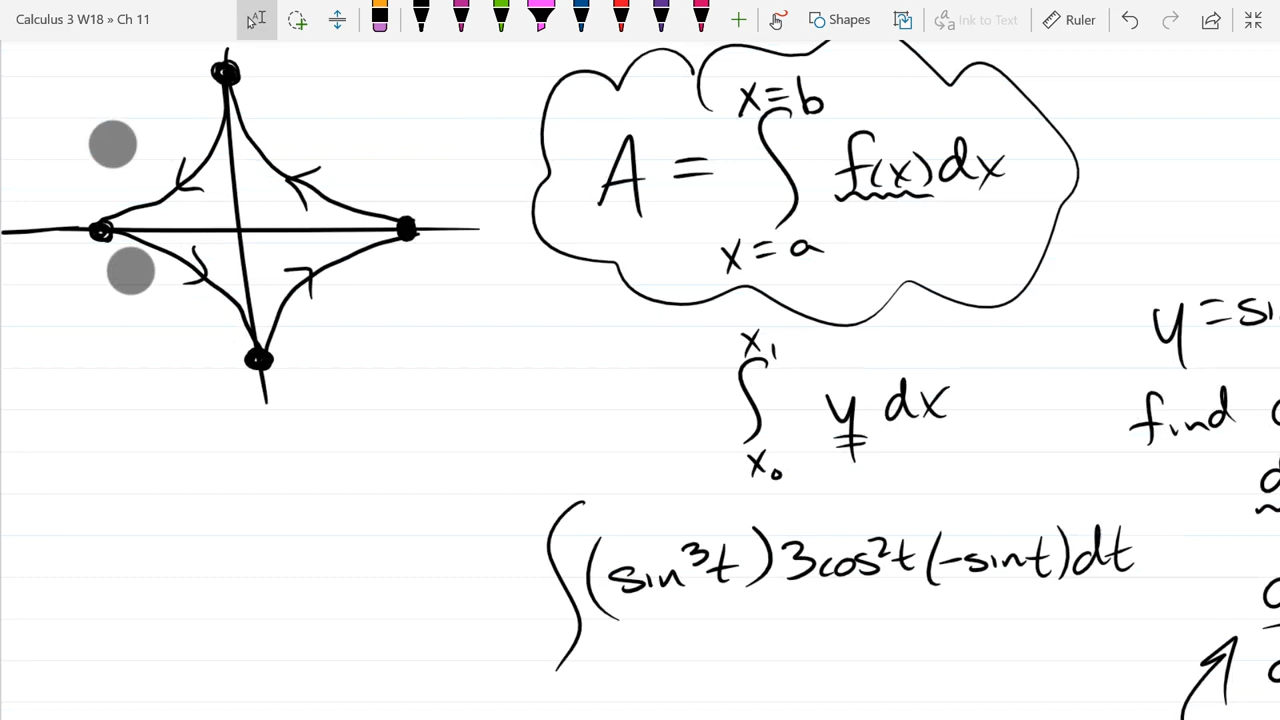 Calculus 3 W18 » Ch 11
Shapes
Ink to Text
Ruler
x=b
A = ∫ f(x)dx
x=a
y = si
x₁
∫ y dx
x₀
find
∫(sin³t)3cos²t(-sint)dt